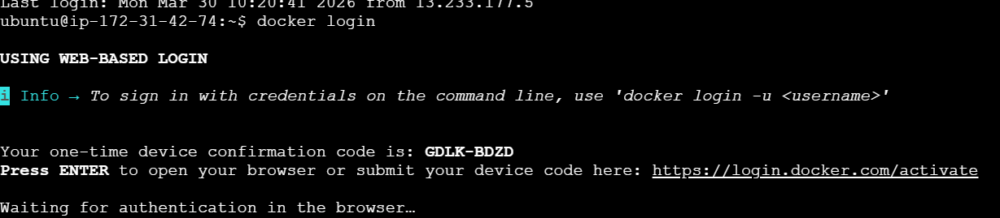 Last login: Mon Mar 30 10:20:41 2026 from 13.233.177.5
ubuntu@ip-172-31-42-74:~$ docker login
USING WEB-BASED LOGIN
i Info → To sign in with credentials on the command line, use 'docker login -u <username>'
Your one-time device confirmation code is: GDLK-BDZD
Press ENTER to open your browser or submit your device code here: https://login.docker.com/activate
Waiting for authentication in the browser…